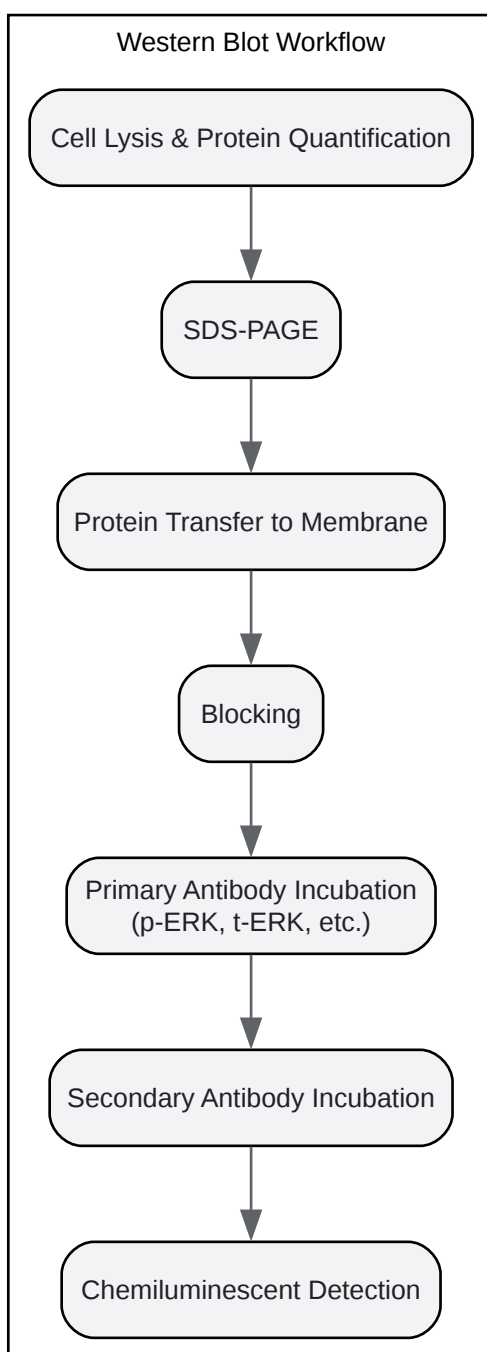 Western Blot Workflow
Cell Lysis & Protein Quantification
SDS-PAGE
Protein Transfer to Membrane
Blocking
Primary Antibody Incubation
(p-ERK, t-ERK, etc.)
Secondary Antibody Incubation
Chemiluminescent Detection